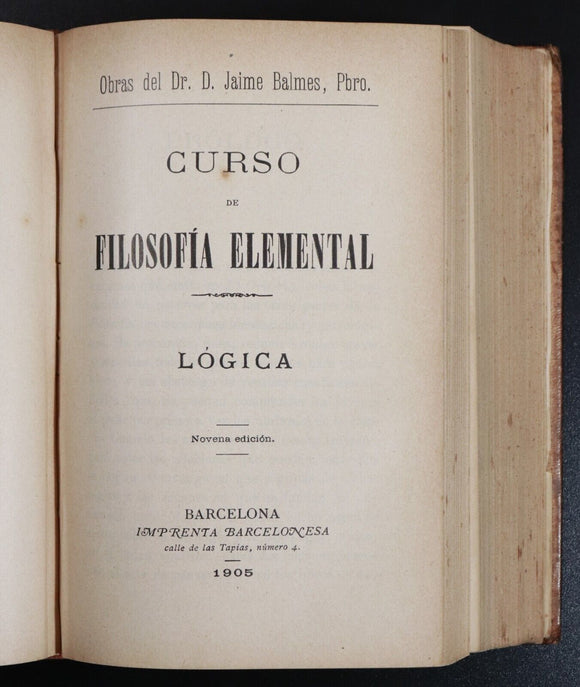 Obras del Dr. D. Jaime Balmes, Pbro.
CURSO
DE
FILOSOFÍA ELEMENTAL
LÓGICA
Novena edición.
BARCELONA
IMPRENTA BARCELONESA
calle de las Tapias, número 4.
1905